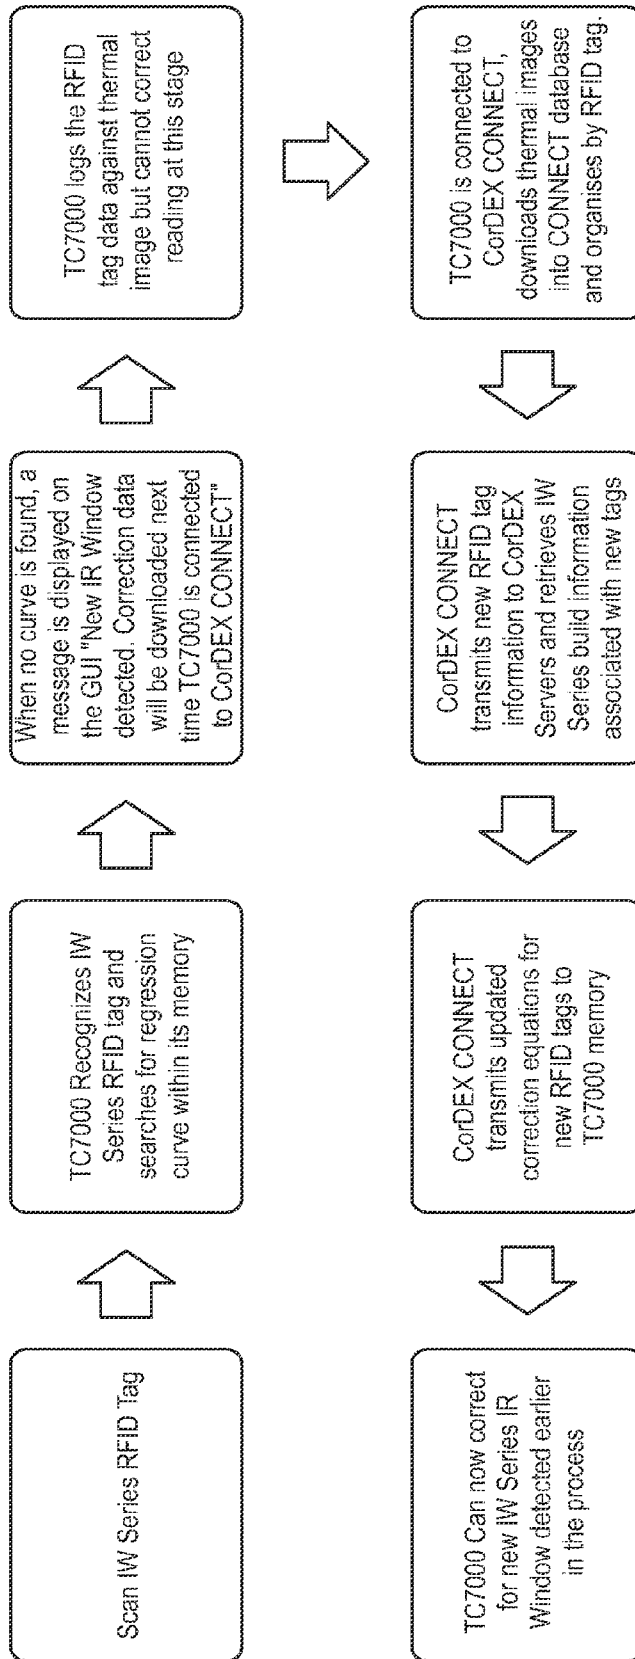 Scan IW Series RFID Tag
TC7000 Recognizes IW
Series RFID tag and
searches for regression
curve within its memory
When no curve is found, a
message is displayed on
the GUI "New IR Window
detected. Correction data
will be downloaded next
time TC7000 is connected
to CorDEX CONNECT"
TC7000 logs the RFID
tag data against thermal
image but cannot correct
reading at this stage
TC7000 is connected to
CorDEX CONNECT,
downloads thermal images
into CONNECT database
and organises by RFID tag.
CorDEX CONNECT
transmits new RFID tag
information to CorDEX
Servers and retrieves IW
Series build information
associated with new tags
CorDEX CONNECT
transmits updated
correction equations for
new RFID tags to
TC7000 memory
TC7000 Can now correct
for new IW Series IR
Window detected earlier
in the process